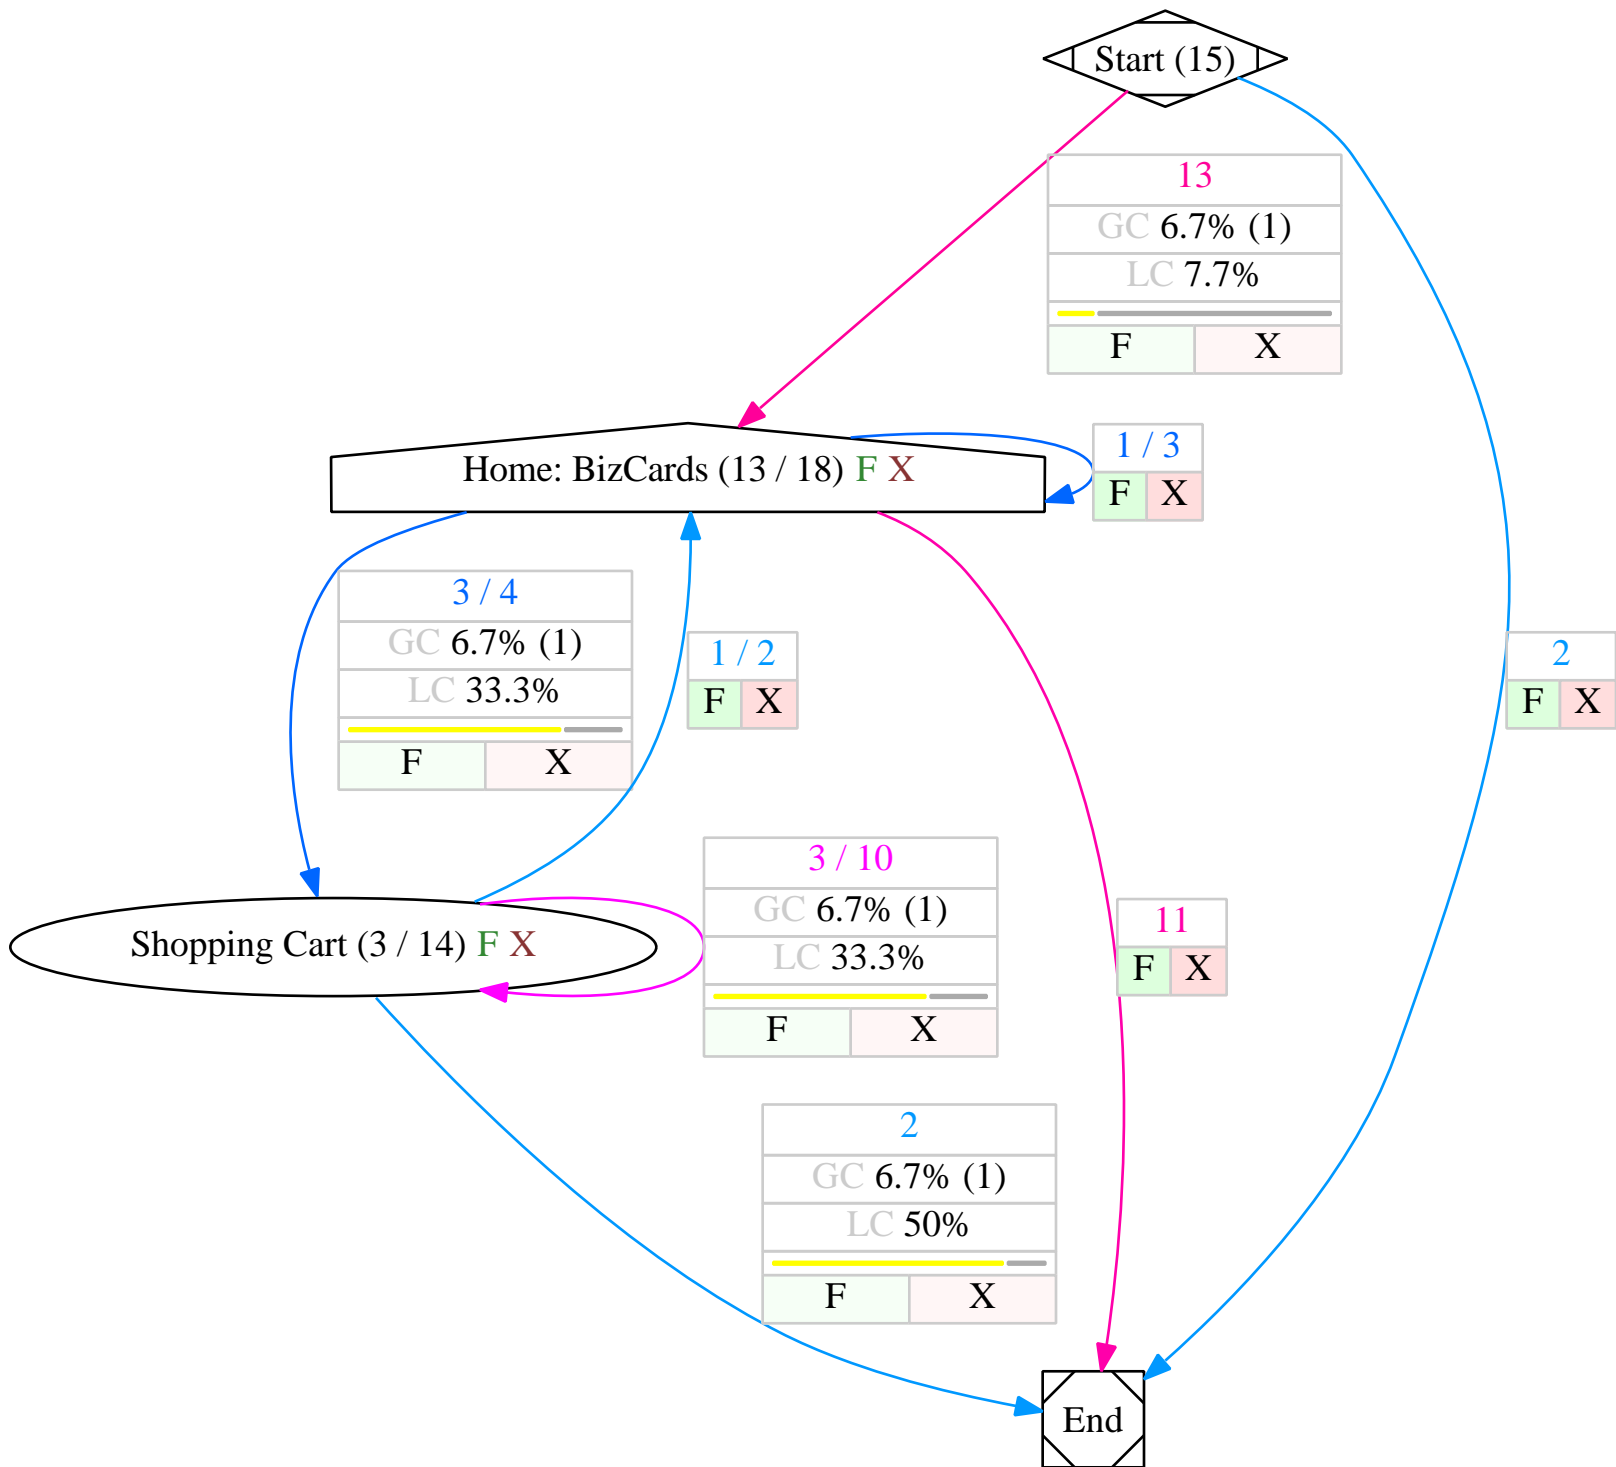 Start (15)
13
GC 6.7% (1)
LC 7.7%
F X
Home: BizCards (13 / 18) F X
1 / 3
F X
3 / 4
GC 6.7% (1)
LC 33.3%
F X
1 / 2
F X
2
F X
Shopping Cart (3 / 14) F X
3 / 10
GC 6.7% (1)
LC 33.3%
F X
11
F X
2
GC 6.7% (1)
LC 50%
F X
End